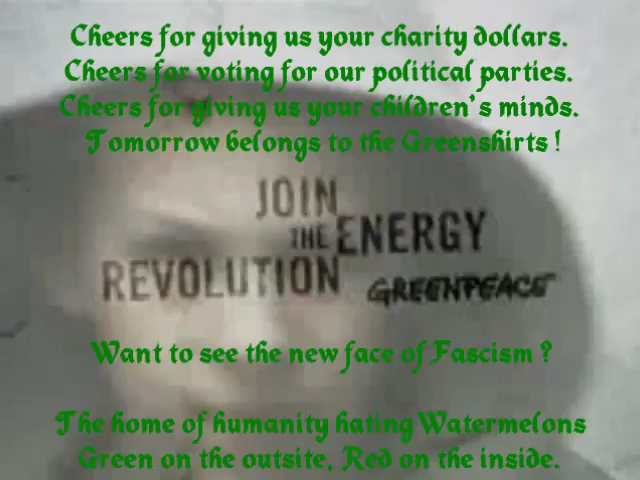 Cheers for giving us your charity dollars.
Cheers for voting for our political parties.
Cheers for giving us your children's minds.
Tomorrow belongs to the Greenshirts !
JOIN
THE ENERGY
REVOLUTION GREENPEACE
Want to see the new face of Fascism ?
The home of humanity hating Watermelons
Green on the outsite, Red on the inside.